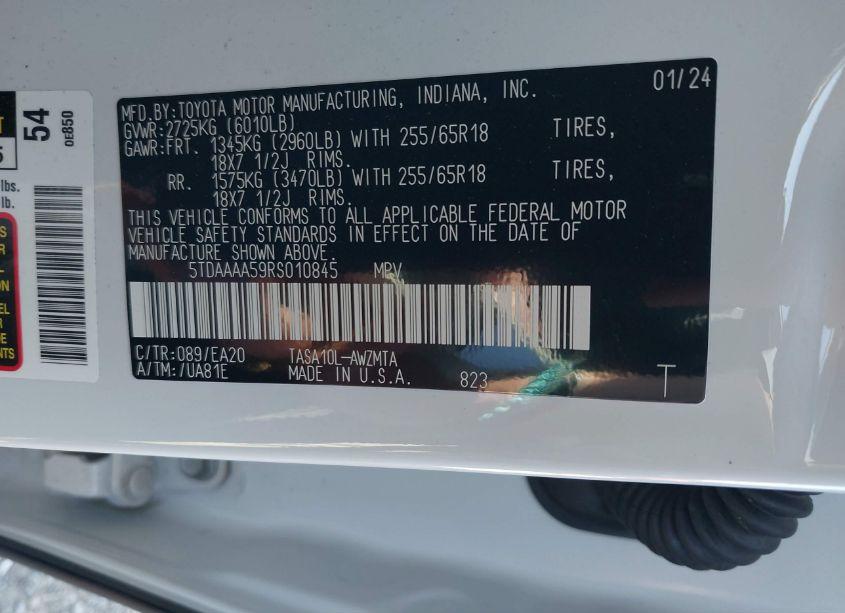 MFD.BY:TOYOTA MOTOR MANUFACTURING, INDIANA, INC. 01/24
GVWR:2725KG (6010LB)
GAWR:FRT. 1345KG (2960LB) WITH 255/65R18 TIRES,
18X7 1/2J RIMS.
RR. 1575KG (3470LB) WITH 255/65R18 TIRES,
18X7 1/2J RIMS.
THIS VEHICLE CONFORMS TO ALL APPLICABLE FEDERAL MOTOR
VEHICLE SAFETY STANDARDS IN EFFECT ON THE DATE OF
MANUFACTURE SHOWN ABOVE.
5TDAAAA59RS010845 MPV
C/TR:089/EA20 TASA10L-AWZMTA
A/TM:/UA81E MADE IN U.S.A. 823 T
54
0E850
lbs.
lb.